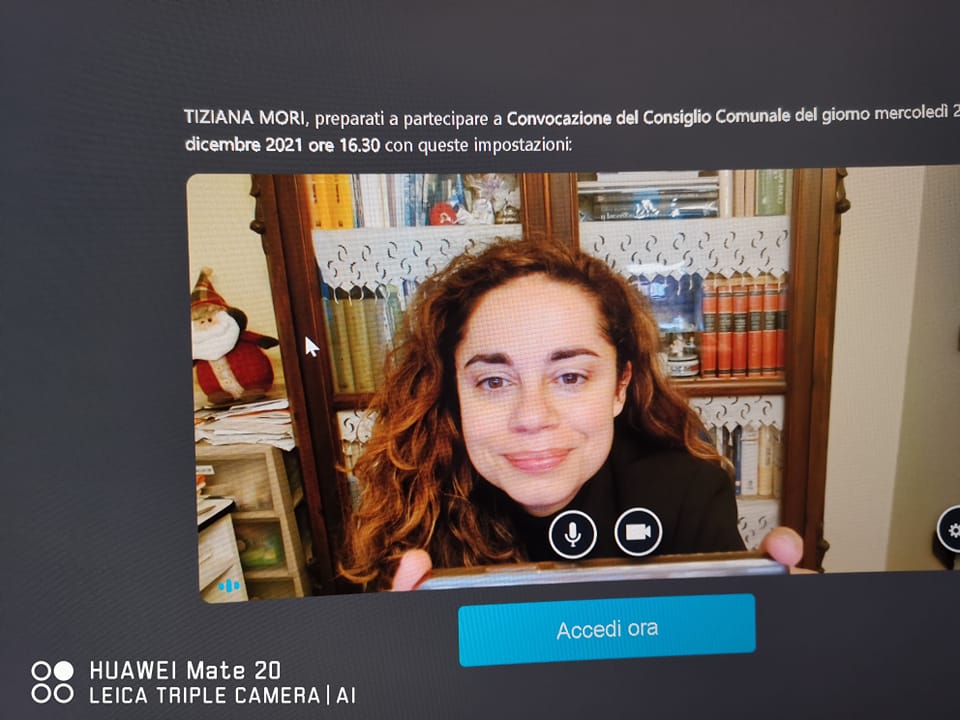 TIZIANA MORI, preparati a partecipare a Convocazione del Consiglio Comunale del giorno mercoledì 2
dicembre 2021 ore 16.30 con queste impostazioni:
Accedi ora
HUAWEI Mate 20
LEICA TRIPLE CAMERA | AI